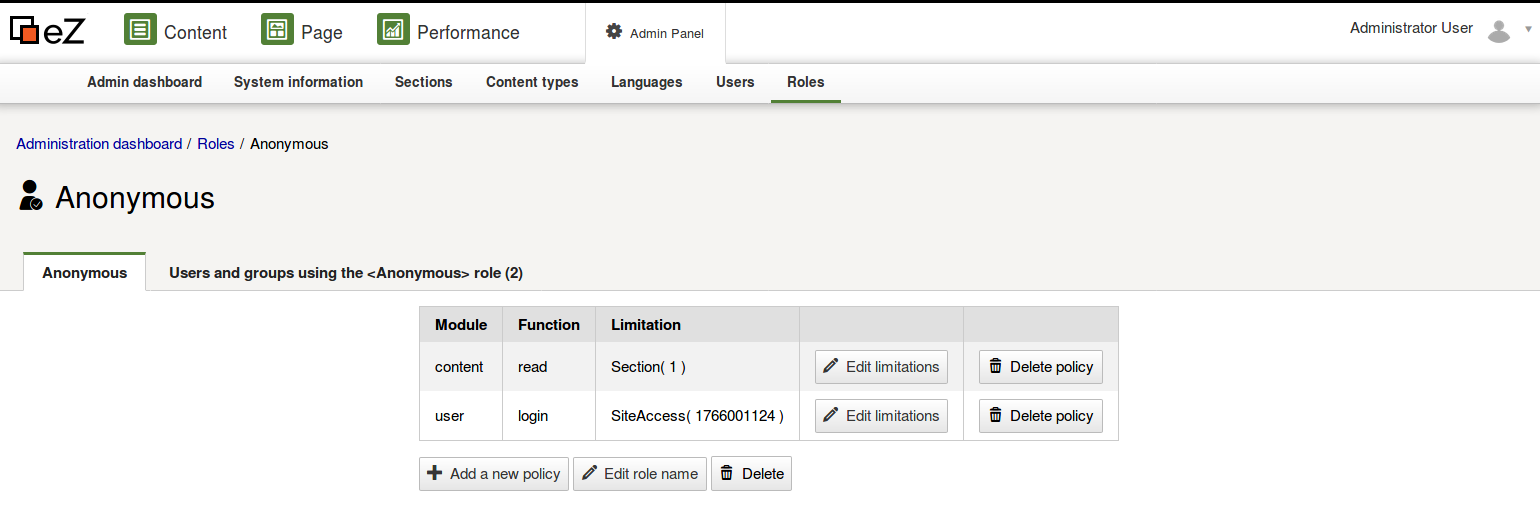 eZ Content Page Performance Admin Panel Administrator User
Admin dashboard System information Sections Content types Languages Users Roles
Administration dashboard / Roles / Anonymous
Anonymous
Anonymous Users and groups using the <Anonymous> role (2)
Module Function Limitation
content read Section( 1 ) Edit limitations Delete policy
user login SiteAccess( 1766001124 ) Edit limitations Delete policy
Add a new policy Edit role name Delete